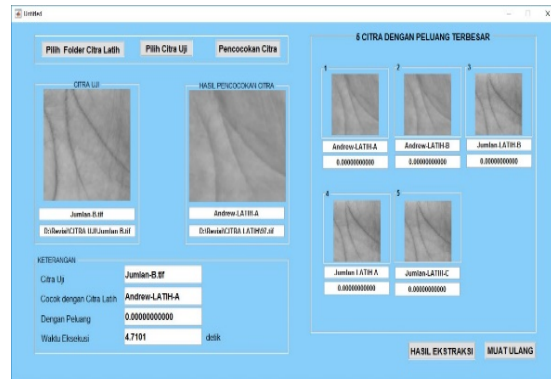 Untitled
Pilih Folder Citra Latih
Pilih Citra Uji
Pencocokan Citra
CITRA UJI
Jumlan-B.tif
HASIL PENCOCOKAN CITRA
Andrew-LATIH-A
KETERANGAN
Citra Uji
Jumlan-B.tif
Cocok dengan Citra Latih
Andrew-LATIH-A
Dengan Peluang
0.00000000000
Waktu Eksekusi
4.7101
detik
5 CITRA DENGAN PELUANG TERBESAR
1
Andrew-LATIH-A
0.00000000000
2
Andrew-LATIH-B
0.00000000000
3
Jumlan-LATIH-B
0.00000000000
4
Jumlan-LATIH-A
0.00000000000
5
Jumlan-LATIH-C
0.00000000000
HASIL EKSTRAKSI
MUAT ULANG